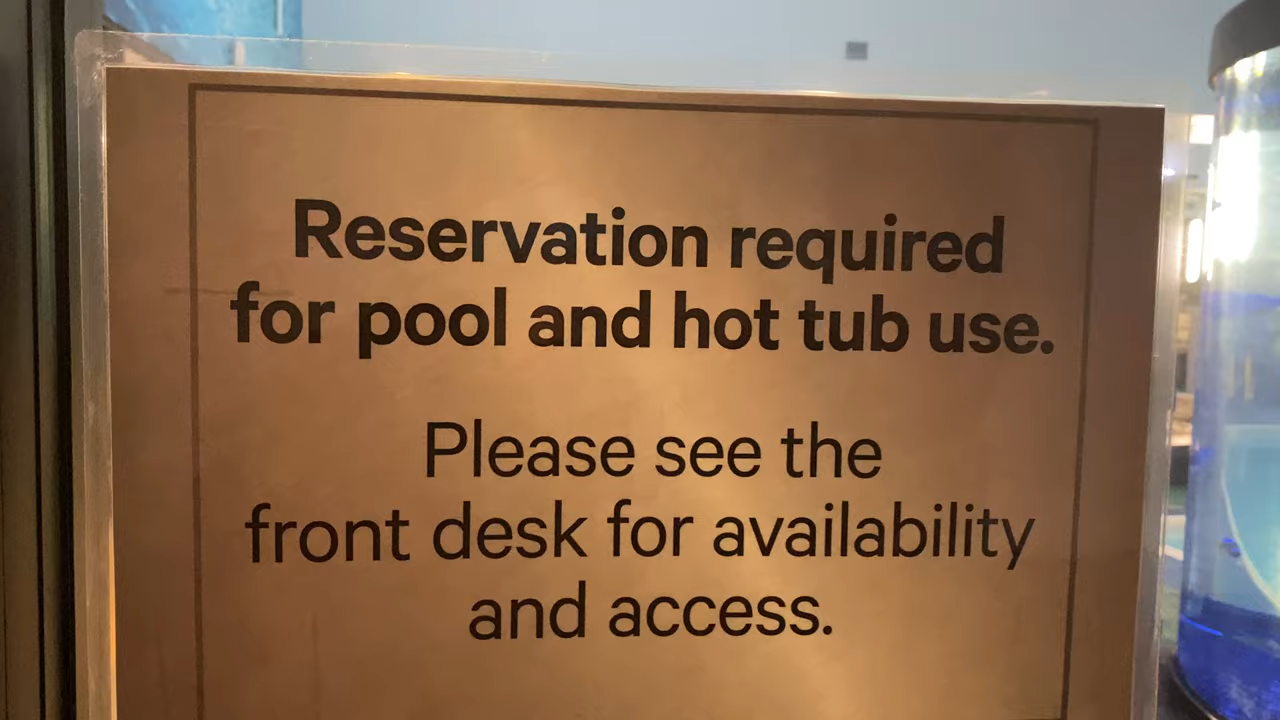 Reservation required
for pool and hot tub use.
Please see the
front desk for availability
and access.